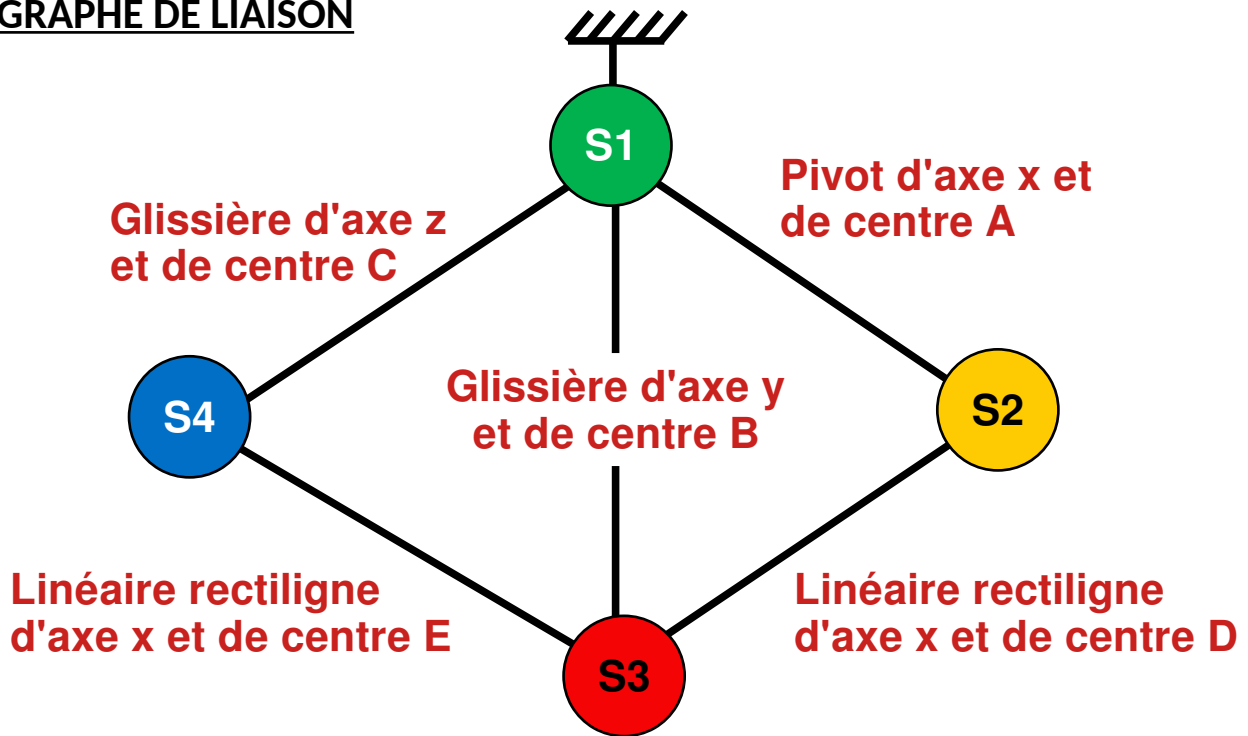 GRAPHE DE LIAISON
S1
Pivot d'axe x et
de centre A
Glissière d'axe z
et de centre C
Glissière d'axe y
et de centre B
S4
S2
Linéaire rectiligne
d'axe x et de centre E
Linéaire rectiligne
d'axe x et de centre D
S3